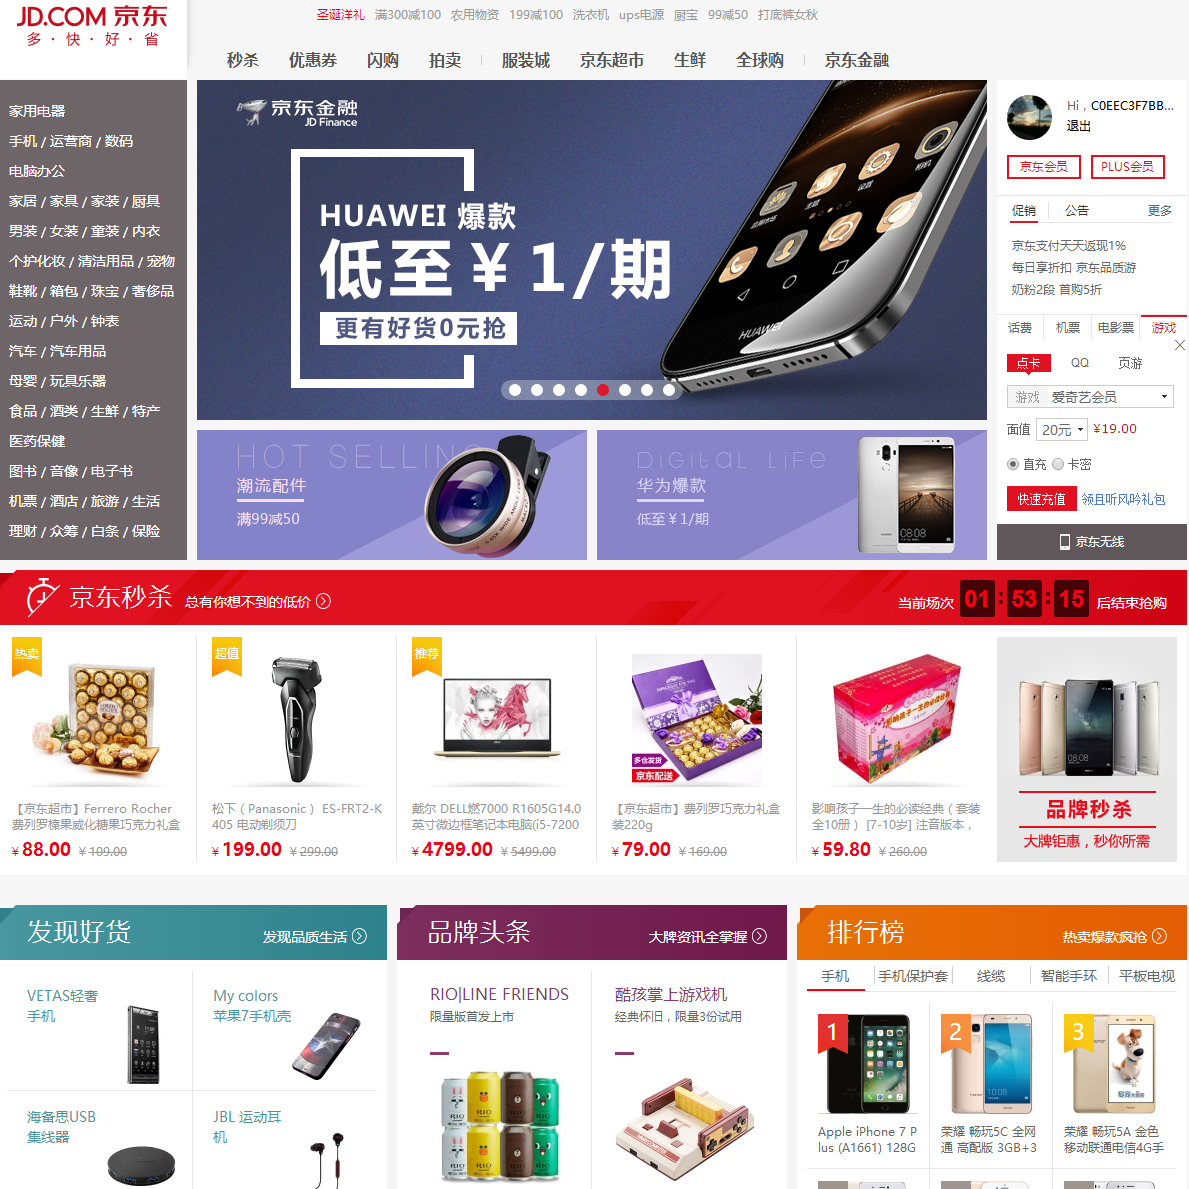 JD.COM 京东
多 · 快 · 好 · 省
圣诞洋礼 满300减100 农用物资 199减100 洗衣机 ups电源 厨宝 99减50 打底裤女秋
秒杀 优惠券 闪购 拍卖 服装城 京东超市 生鲜 全球购 京东金融
家用电器
手机 / 运营商 / 数码
电脑办公
家居 / 家具 / 家装 / 厨具
男装 / 女装 / 童装 / 内衣
个护化妆 / 清洁用品 / 宠物
鞋靴 / 箱包 / 珠宝 / 奢侈品
运动 / 户外 / 钟表
汽车 / 汽车用品
母婴 / 玩具乐器
食品 / 酒类 / 生鲜 / 特产
医药保健
图书 / 音像 / 电子书
机票 / 酒店 / 旅游 / 生活
理财 / 众筹 / 白条 / 保险
京东金融
JD Finance
HUAWEI 爆款
低至￥1/期
更有好货0元抢
HUAWEI
HOT SELLING
潮流配件
满99减50
DiGitaL LiFe
华为爆款
低至￥1/期
Hi，C0EEC3F7BB...
退出
京东会员 PLUS会员
促销 公告 更多
京东支付天天返现1%
每日享折扣 京东品质游
奶粉2段 首购5折
话费 机票 电影票 游戏
点卡 QQ 页游
游戏 爱奇艺会员
面值 20元 ¥19.00
直充 卡密
快速充值 领且听风吟礼包
京东无线
京东秒杀 总有你想不到的低价
当前场次 01:53:15 后结束抢购
热卖
超值
推荐
多仓发货
京东配送
影响孩子一生的必读经典
【京东超市】Ferrero Rocher
费列罗榛果威化糖果巧克力礼盒
¥ 88.00 ¥ 109.00
松下（Panasonic） ES-FRT2-K
405 电动剃须刀
¥ 199.00 ¥ 299.00
戴尔 DELL燃7000 R1605G14.0
英寸微边框笔记本电脑(i5-7200
¥ 4799.00 ¥ 5499.00
【京东超市】费列罗巧克力礼盒
装220g
¥ 79.00 ¥ 169.00
影响孩子一生的必读经典（套装
全10册） [7-10岁] 注音版本，
¥ 59.80 ¥ 260.00
08:08
品牌秒杀
大牌钜惠，秒你所需
发现好货 发现品质生活
VETAS轻奢
手机
My colors
苹果7手机壳
海备思USB
集线器
JBL 运动耳
机
品牌头条 大牌资讯全掌握
RIO|LINE FRIENDS
限量版首发上市
RIO RIO RIO RIO
酷孩掌上游戏机
经典怀旧，限量3份试用
排行榜 热卖爆款疯抢
手机 手机保护套 线缆 智能手环 平板电视
1
2
3
Apple iPhone 7 P
lus (A1661) 128G
荣耀 畅玩5C 全网
通 高配版 3GB+3
荣耀 畅玩5A 金色
移动联通电信4G手